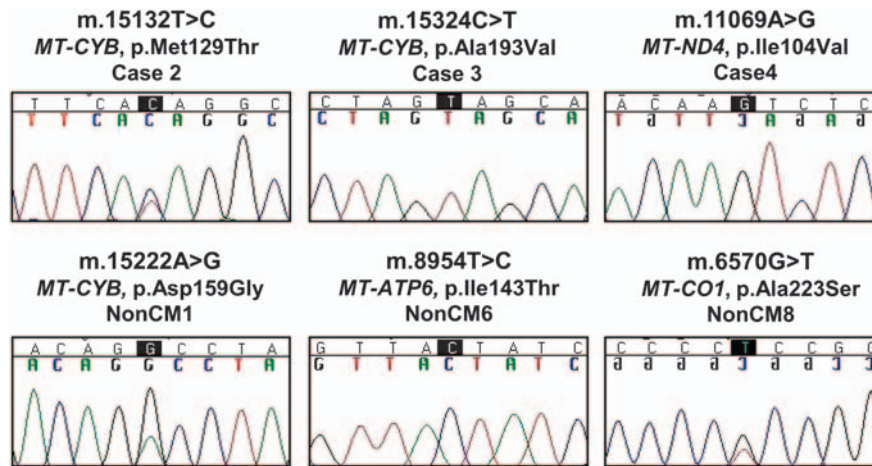 m.15132T>C
MT-CYB, p.Met129Thr
Case 2
T T C A C A G G C
T T C A C A G G C
m.15324C>T
MT-CYB, p.Ala193Val
Case 3
C T A G T A G C A
C T A G T A G C A
m.11069A>G
MT-ND4, p.Ile104Val
Case4
A C A A G T C T C
T G T T C A G A G
m.15222A>G
MT-CYB, p.Asp159Gly
NonCM1
A C A G G C C T A
A C A G G C C T A
m.8954T>C
MT-ATP6, p.Ile143Thr
NonCM6
G T T A C T A T C
G T T A C T A T C
m.6570G>T
MT-CO1, p.Ala223Ser
NonCM8
C C C C T C C G G
G G G G C G G C C